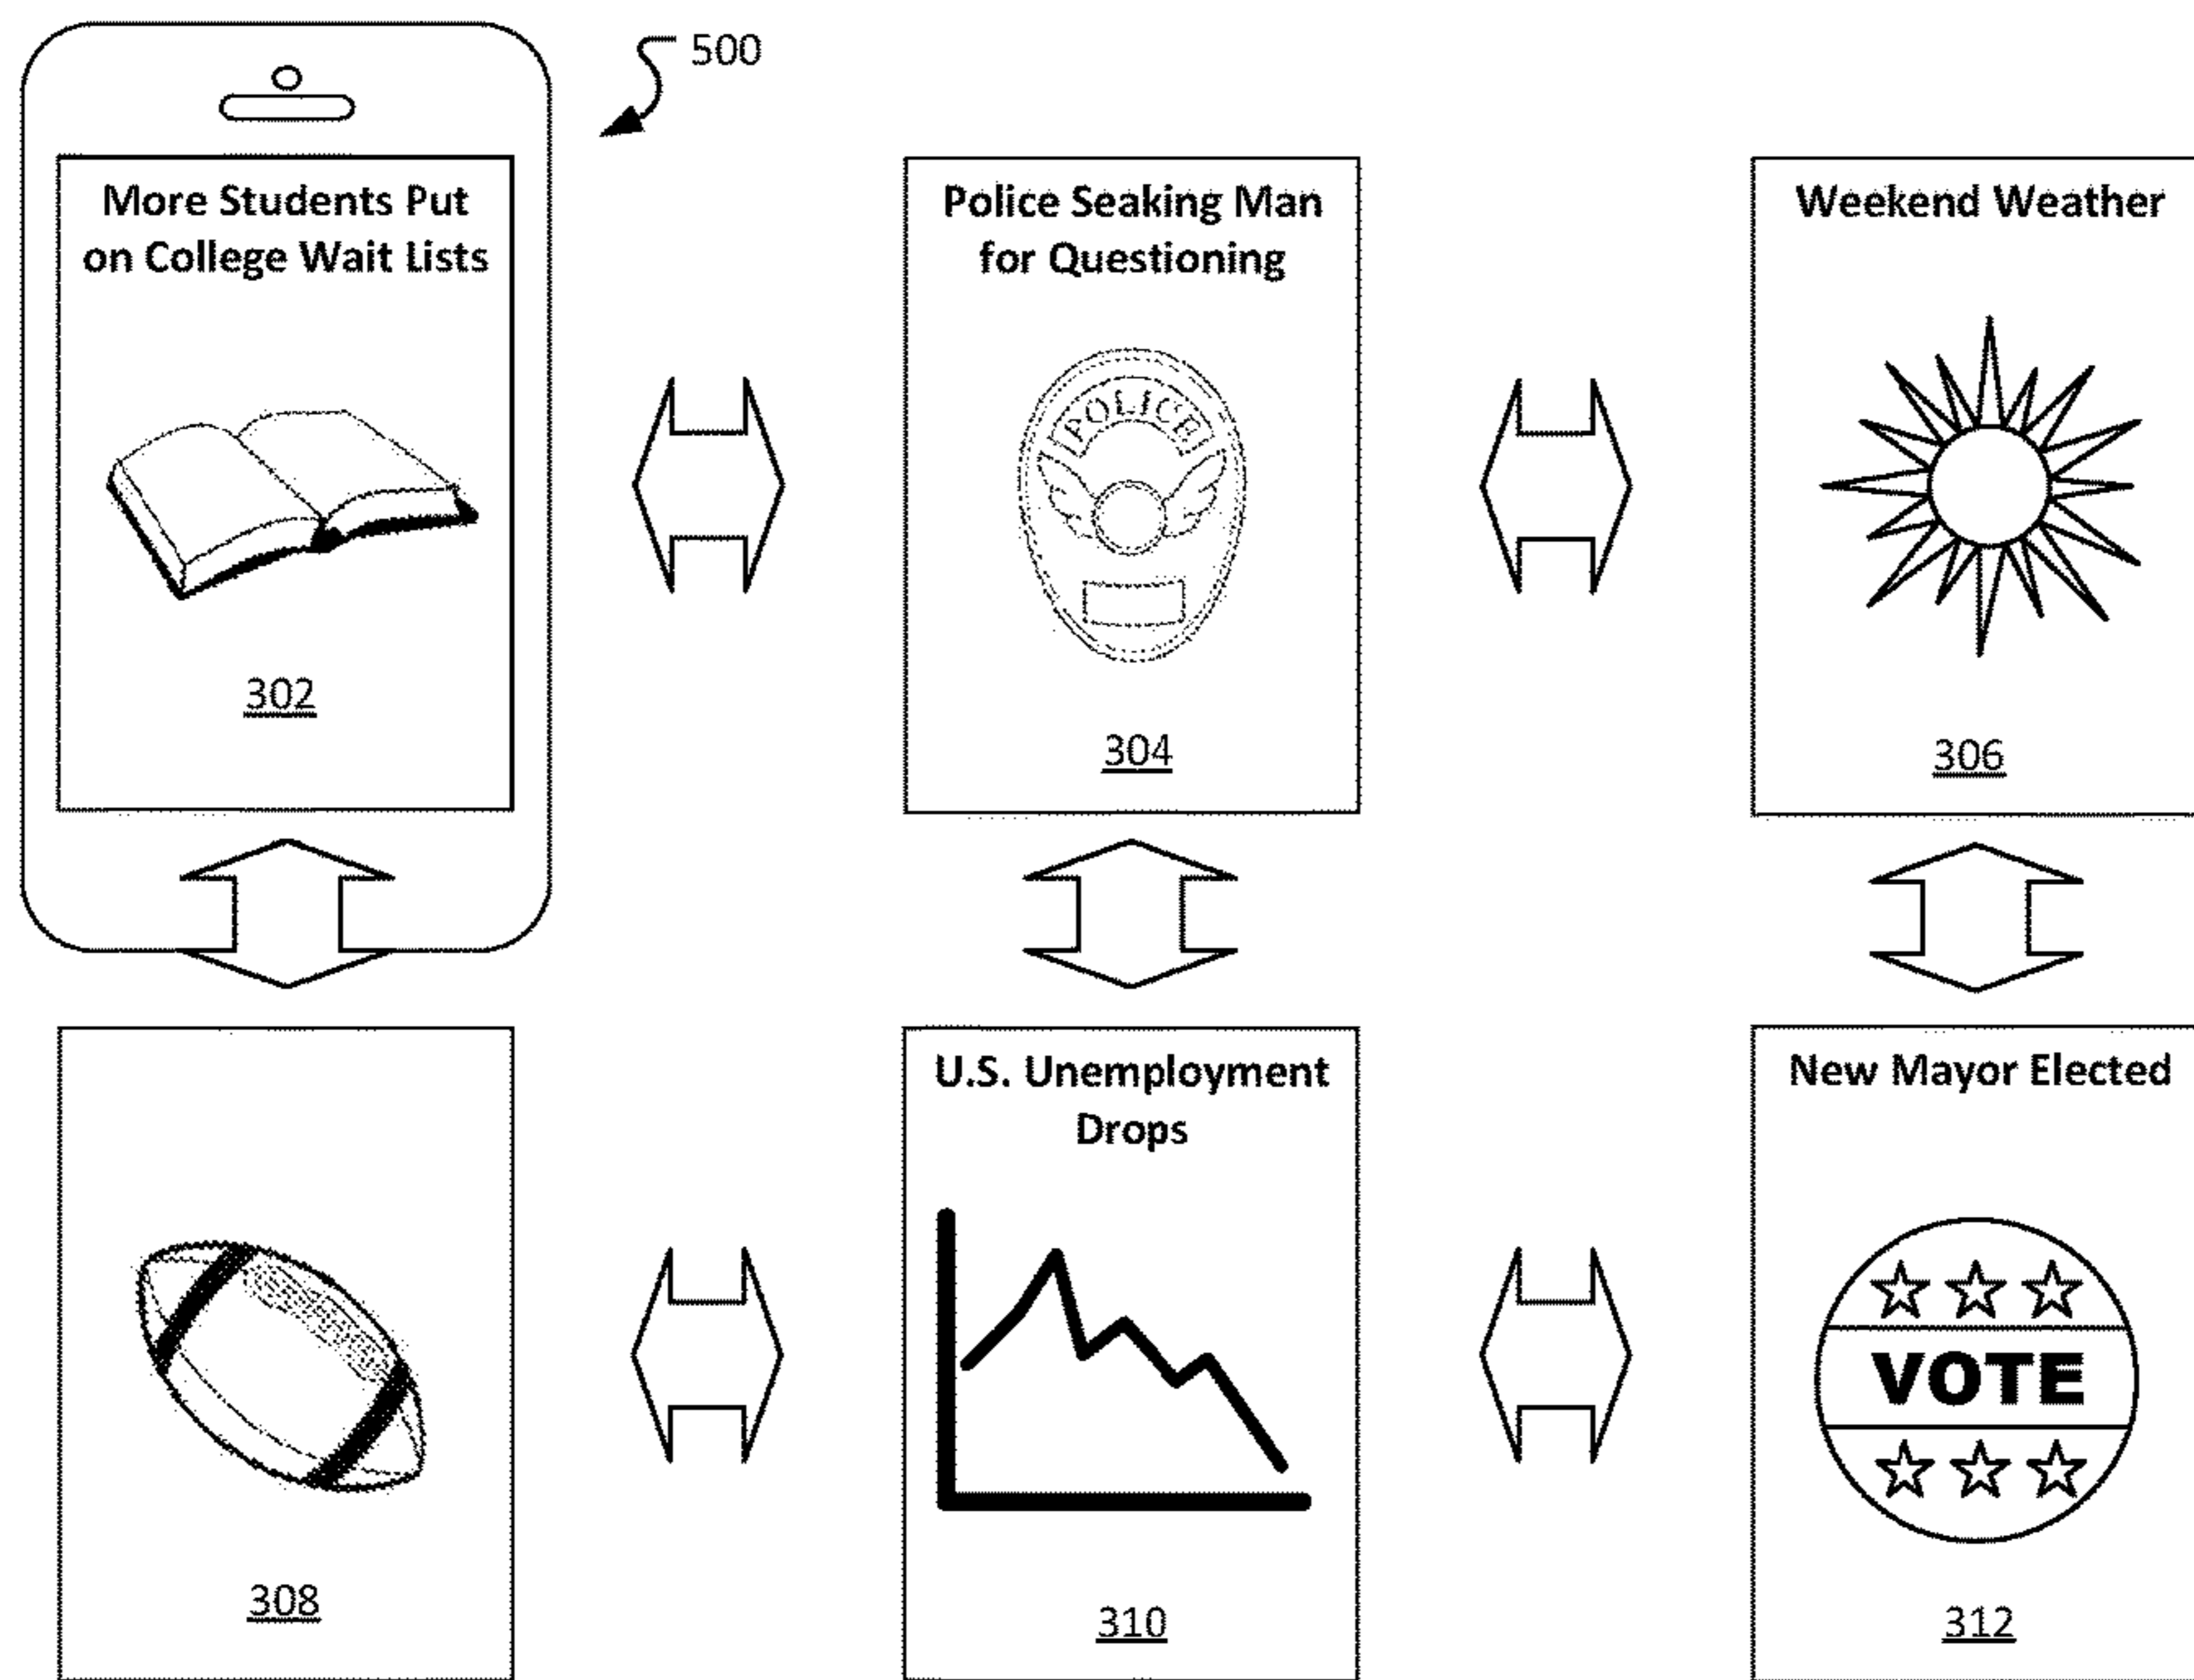 500
More Students Put
on College Wait Lists
302
Police Seaking Man
for Questioning
POLICE
304
Weekend Weather
306
308
U.S. Unemployment
Drops
310
New Mayor Elected
VOTE
312